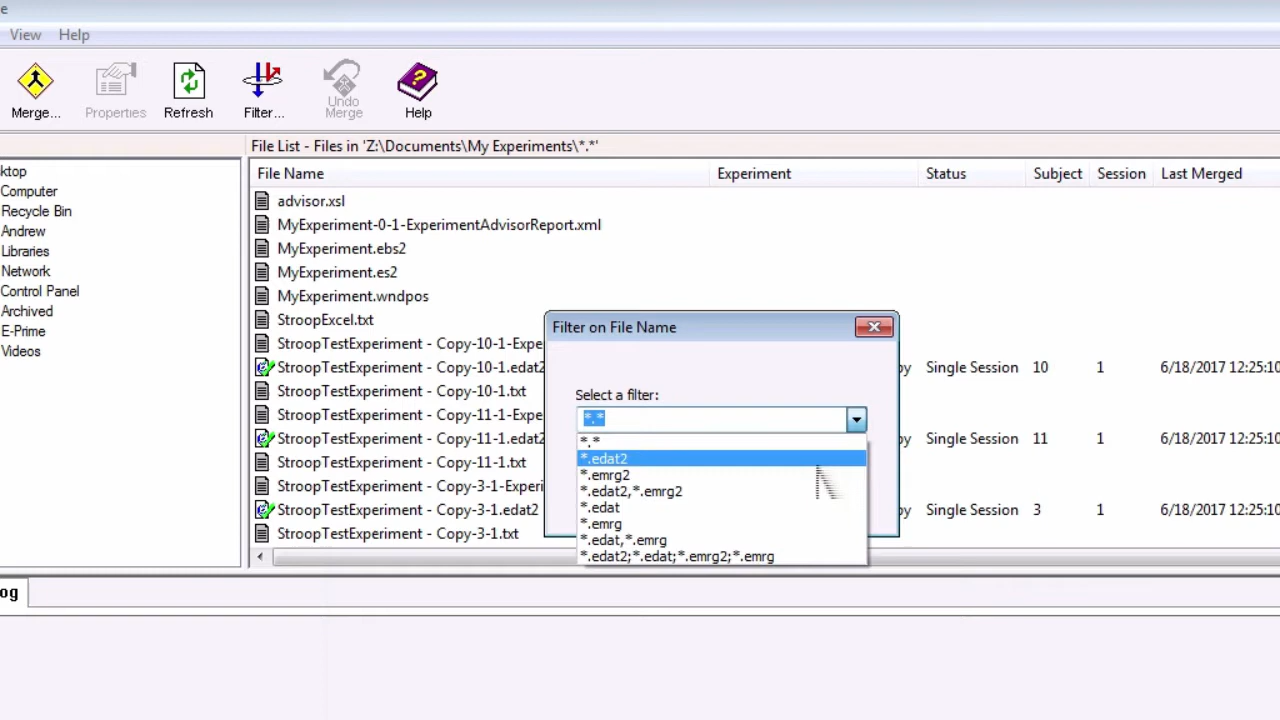 e
View Help
Merge... Properties Refresh Filter... Undo Merge Help
File List - Files in 'Z:\Documents\My Experiments\*.*'
ktop
Computer
Recycle Bin
Andrew
Libraries
Network
Control Panel
Archived
E-Prime
Videos
File Name Experiment Status Subject Session Last Merged
advisor.xsl
MyExperiment-0-1-ExperimentAdvisorReport.xml
MyExperiment.ebs2
MyExperiment.es2
MyExperiment.wndpos
StroopExcel.txt
StroopTestExperiment - Copy-10-1-Expe
StroopTestExperiment - Copy-10-1.edat2 py Single Session 10 1 6/18/2017 12:25:10
StroopTestExperiment - Copy-10-1.txt
StroopTestExperiment - Copy-11-1-Expe
StroopTestExperiment - Copy-11-1.edat2 py Single Session 11 1 6/18/2017 12:25:10
StroopTestExperiment - Copy-11-1.txt
StroopTestExperiment - Copy-3-1-Experi
StroopTestExperiment - Copy-3-1.edat2 py Single Session 3 1 6/18/2017 12:25:10
StroopTestExperiment - Copy-3-1.txt
Filter on File Name
Select a filter:
*.*
*.*
*.edat2
*.emrg2
*.edat2,*.emrg2
*.edat
*.emrg
*.edat,*.emrg
*.edat2;*.edat;*.emrg2;*.emrg
og